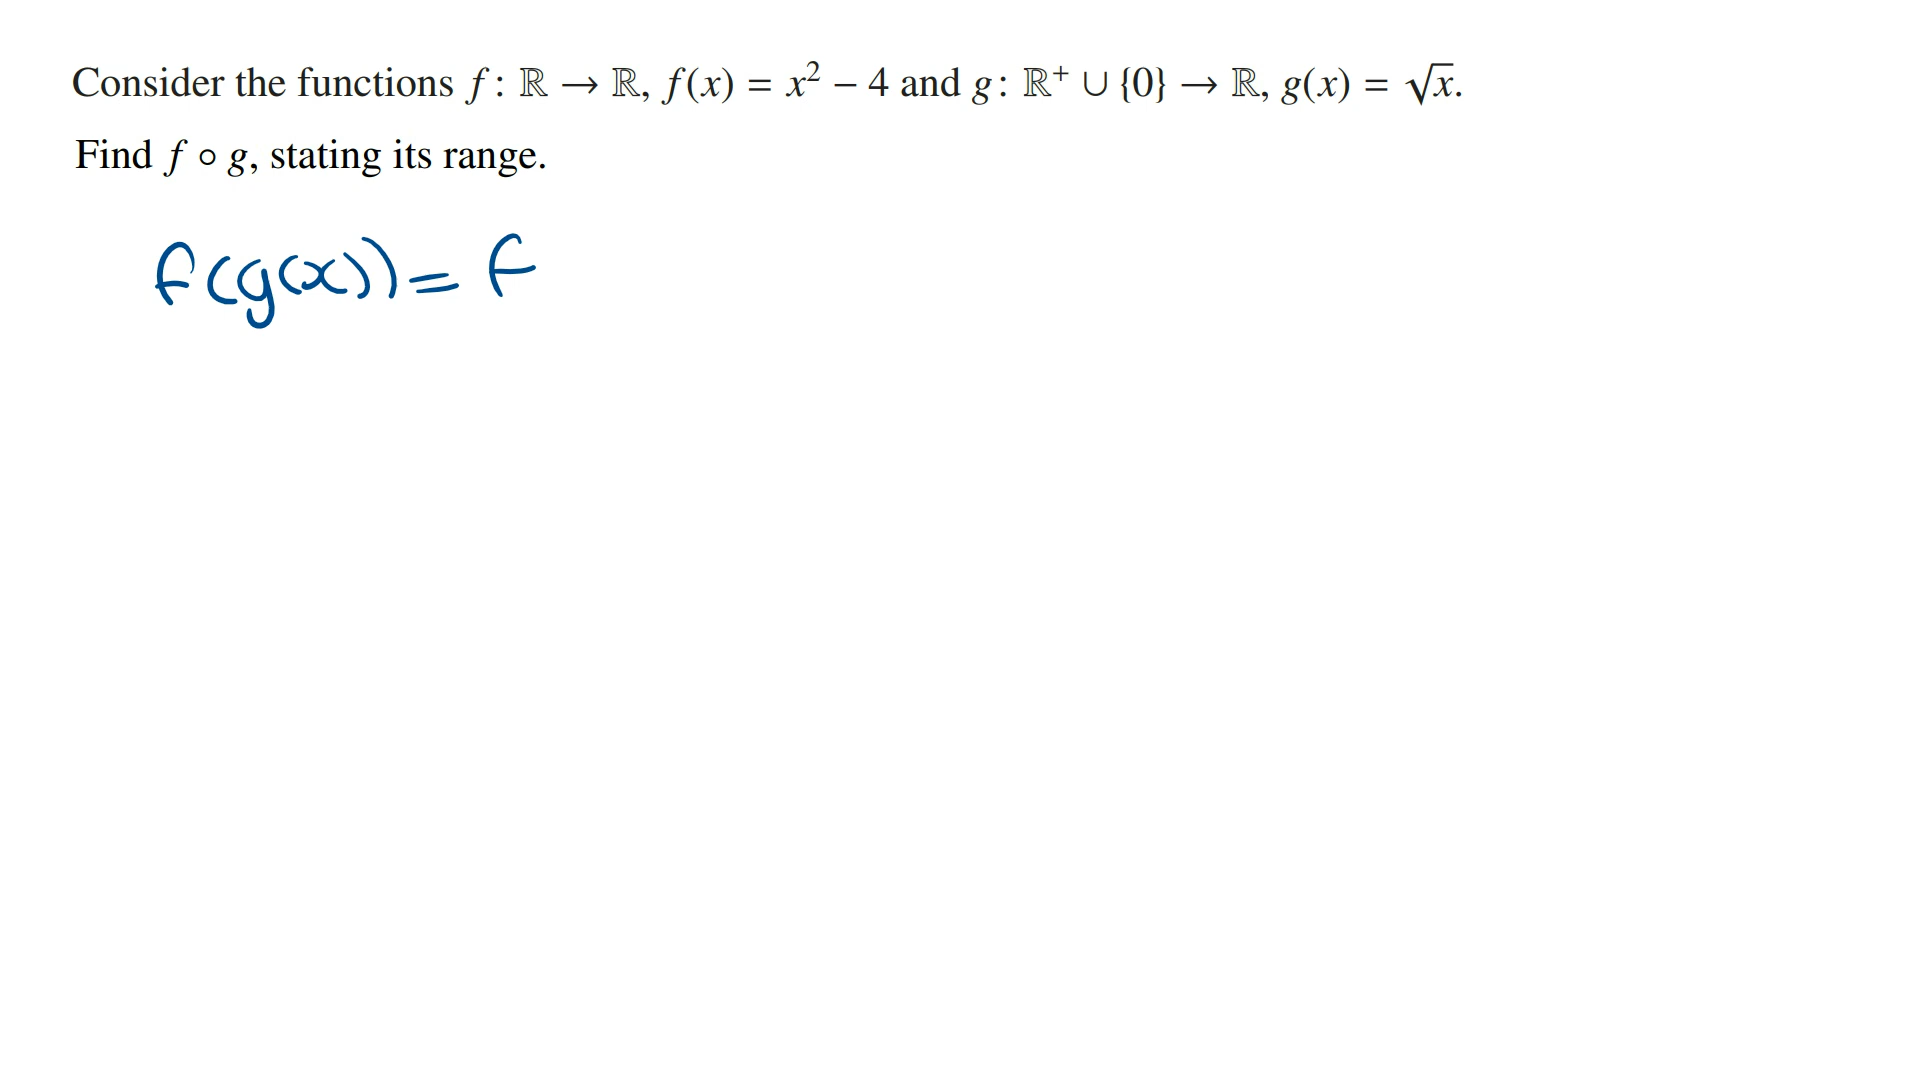 Consider the functions f : ℝ → ℝ, f(x) = x² − 4 and g : ℝ⁺ ∪ {0} → ℝ, g(x) = √x.
Find f ∘ g, stating its range.
f(g(x)) = f